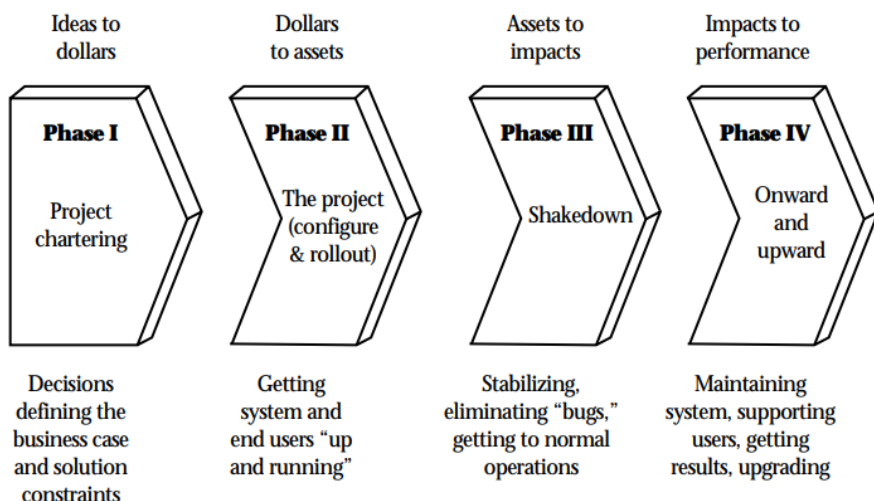 Ideas to
dollars
Dollars
to assets
Assets to
impacts
Impacts to
performance
Phase I
Project
chartering
Phase II
The project
(configure
& rollout)
Phase III
Shakedown
Phase IV
Onward
and
upward
Decisions
defining the
business case
and solution
constraints
Getting
system and
end users “up
and running”
Stabilizing,
eliminating “bugs,”
getting to normal
operations
Maintaining
system, supporting
users, getting
results, upgrading